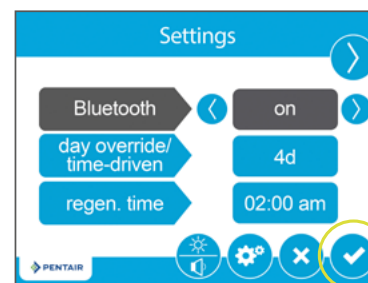 Settings
Bluetooth
on
day override/
time-driven
4d
regen. time
02:00 am
PENTAIR